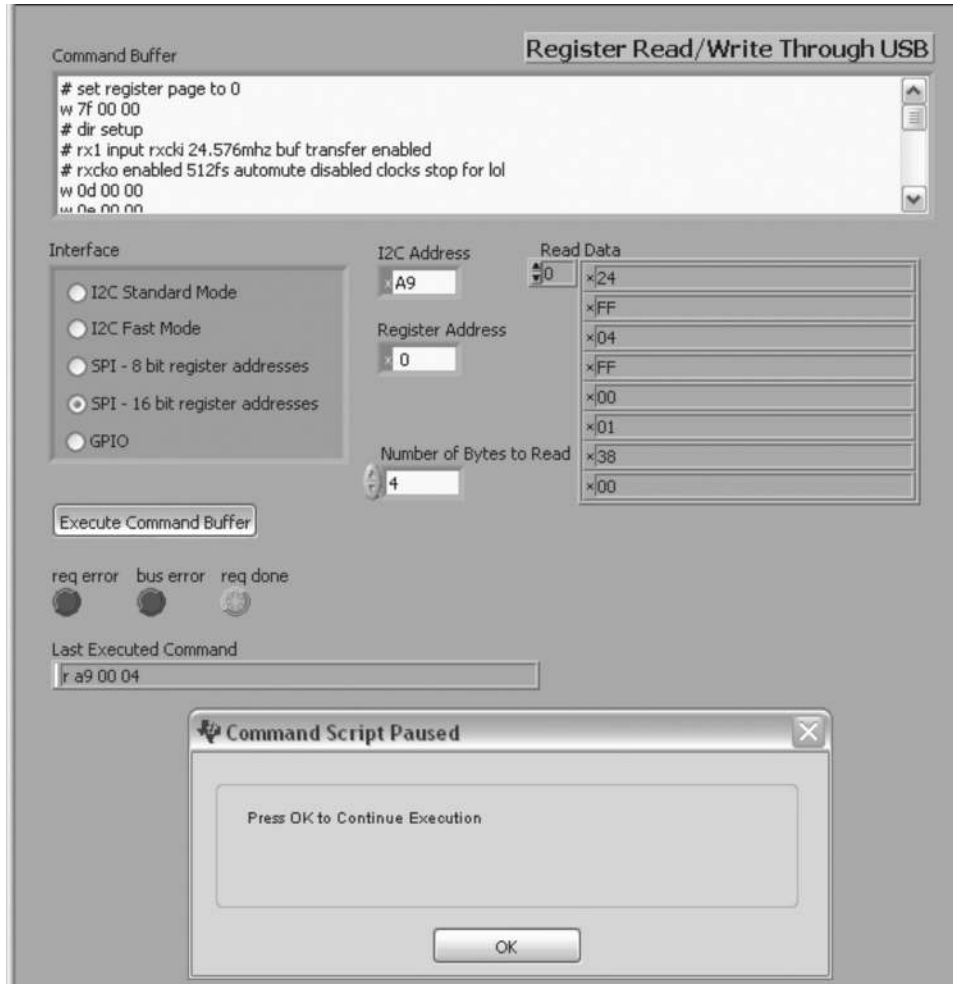 Register Read/Write Through USB
Command Buffer
# set register page to 0
w 7f 00 00
# dir setup
# rx1 input rxcki 24.576mhz buf transfer enabled
# rxcko enabled 512fs automute disabled clocks stop for lol
w 0d 00 00
w 0e 00 00
Interface
I2C Standard Mode
I2C Fast Mode
SPI - 8 bit register addresses
SPI - 16 bit register addresses
GPIO
I2C Address
x A9
Register Address
x 0
Number of Bytes to Read
4
Read Data
0
x 24
x FF
x 04
x FF
x 00
x 01
x 38
x 00
Execute Command Buffer
req error bus error req done
Last Executed Command
r a9 00 04
Command Script Paused
Press OK to Continue Execution
OK